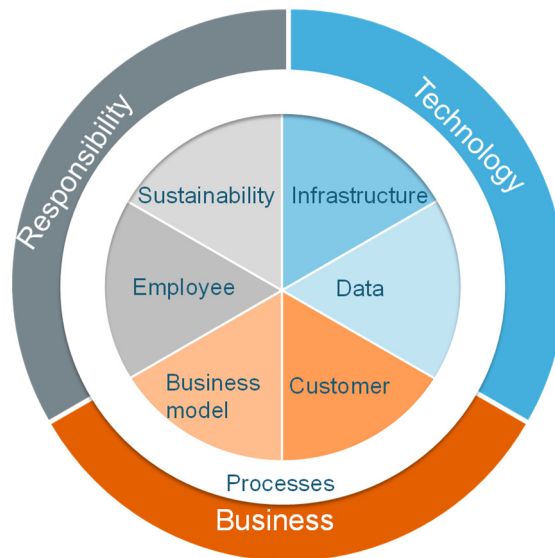 Responsibility
Technology
Sustainability
Infrastructure
Employee
Data
Business
model
Customer
Processes
Business